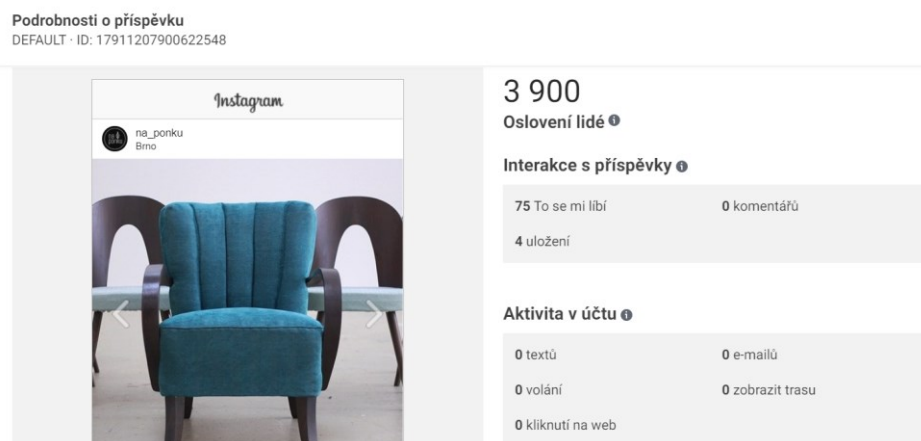 Podrobnosti o příspěvku
DEFAULT · ID: 17911207900622548
Instagram
na_ponku
Brno
3 900
Oslovení lidé
Interakce s příspěvky
75 To se mi líbí
0 komentářů
4 uložení
Aktivita v účtu
0 textů
0 e-mailů
0 volání
0 zobrazit trasu
0 kliknutí na web